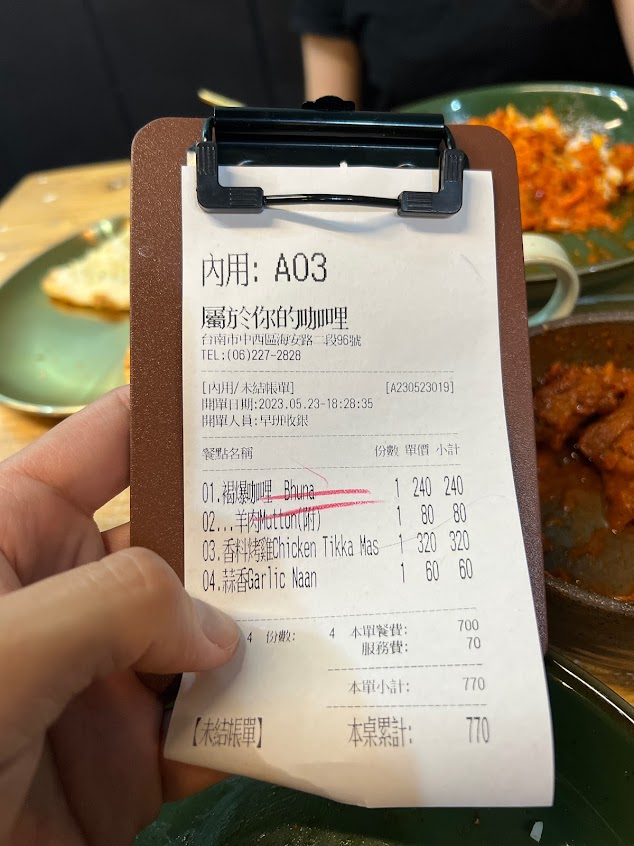 內用: A03
屬於你的咖哩
台南市中西區海安路二段96號
TEL:(06)227-2828
[內用/未結帳單] [A230523019]
開單日期:2023.05.23-18:28:35
開單人員:早班收銀
餐點名稱 份數 單價 小計
01.褐爆咖哩 Bhuna 1 240 240
02...羊肉Mutton(附) 1 80 80
03.香料烤雞Chicken Tikka Mas 1 320 320
04.蒜香Garlic Naan 1 60 60
4 份數: 4 本單餐費: 700
服務費: 70
本單小計: 770
【未結帳單】 本桌累計: 770